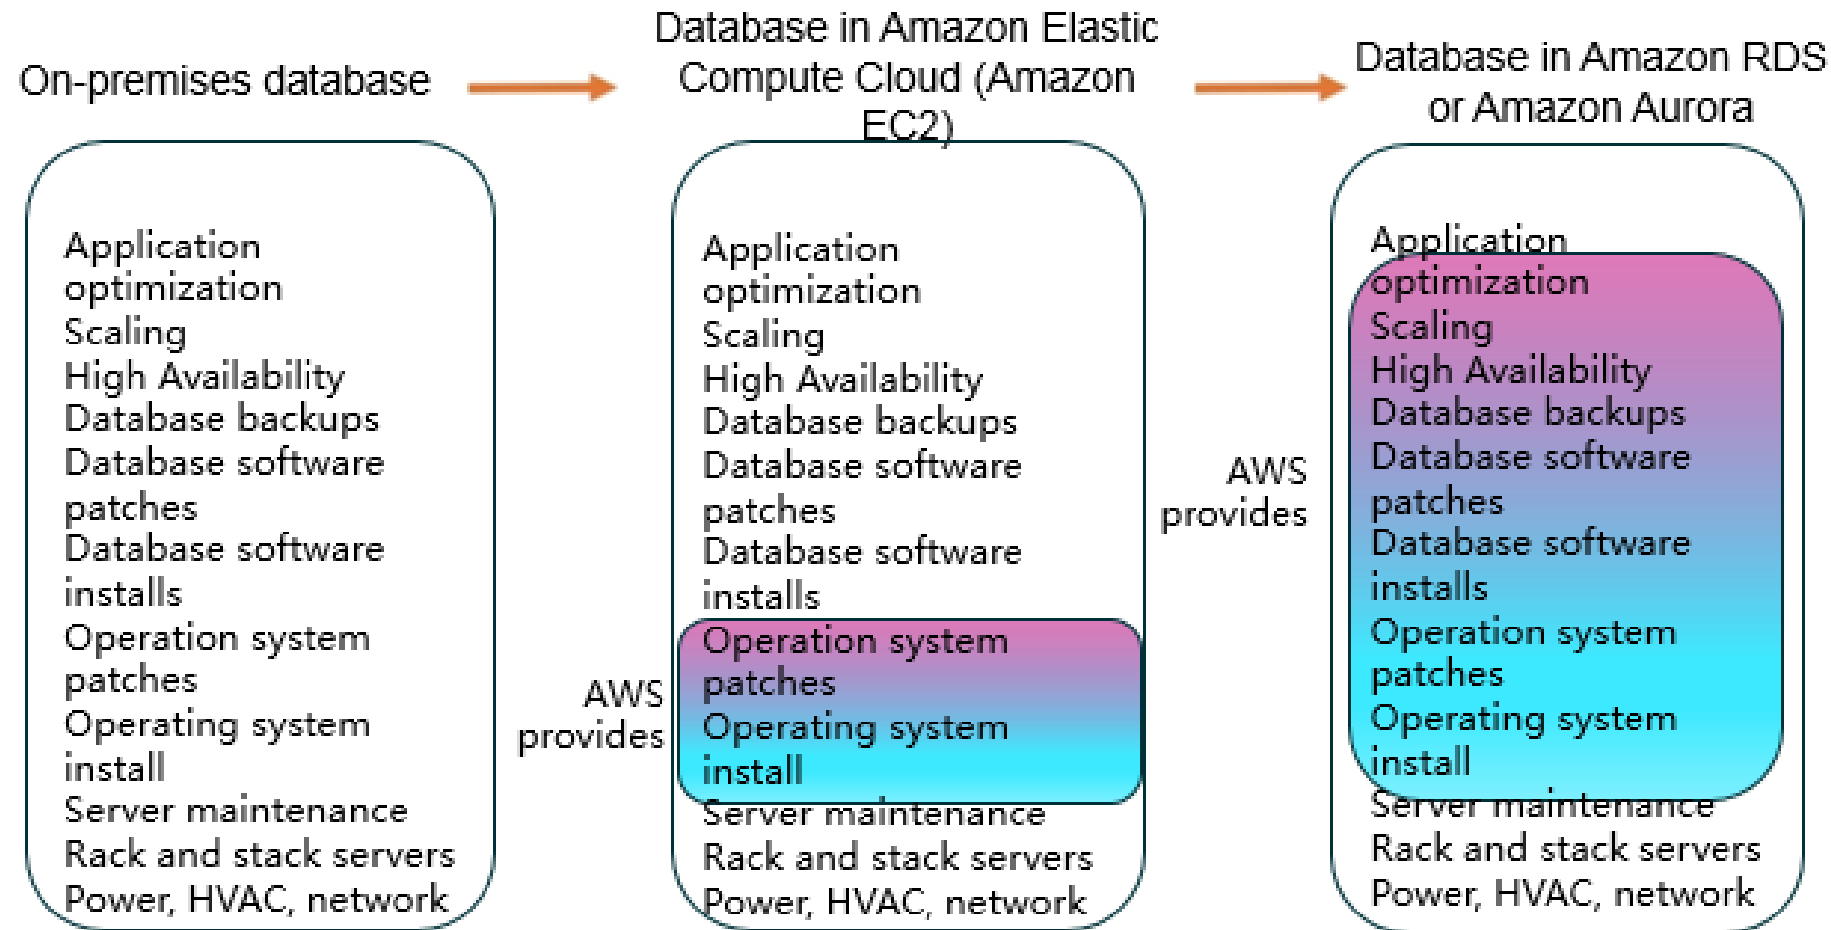 On-premises database
Database in Amazon Elastic
Compute Cloud (Amazon
EC2)
Database in Amazon RDS
or Amazon Aurora
Application
optimization
Scaling
High Availability
Database backups
Database software
patches
Database software
installs
Operation system
patches
Operating system
install
Server maintenance
Rack and stack servers
Power, HVAC, network
AWS
provides
Application
optimization
Scaling
High Availability
Database backups
Database software
patches
Database software
installs
Operation system
patches
Operating system
install
Server maintenance
Rack and stack servers
Power, HVAC, network
AWS
provides
Application
optimization
Scaling
High Availability
Database backups
Database software
patches
Database software
installs
Operation system
patches
Operating system
install
Server maintenance
Rack and stack servers
Power, HVAC, network